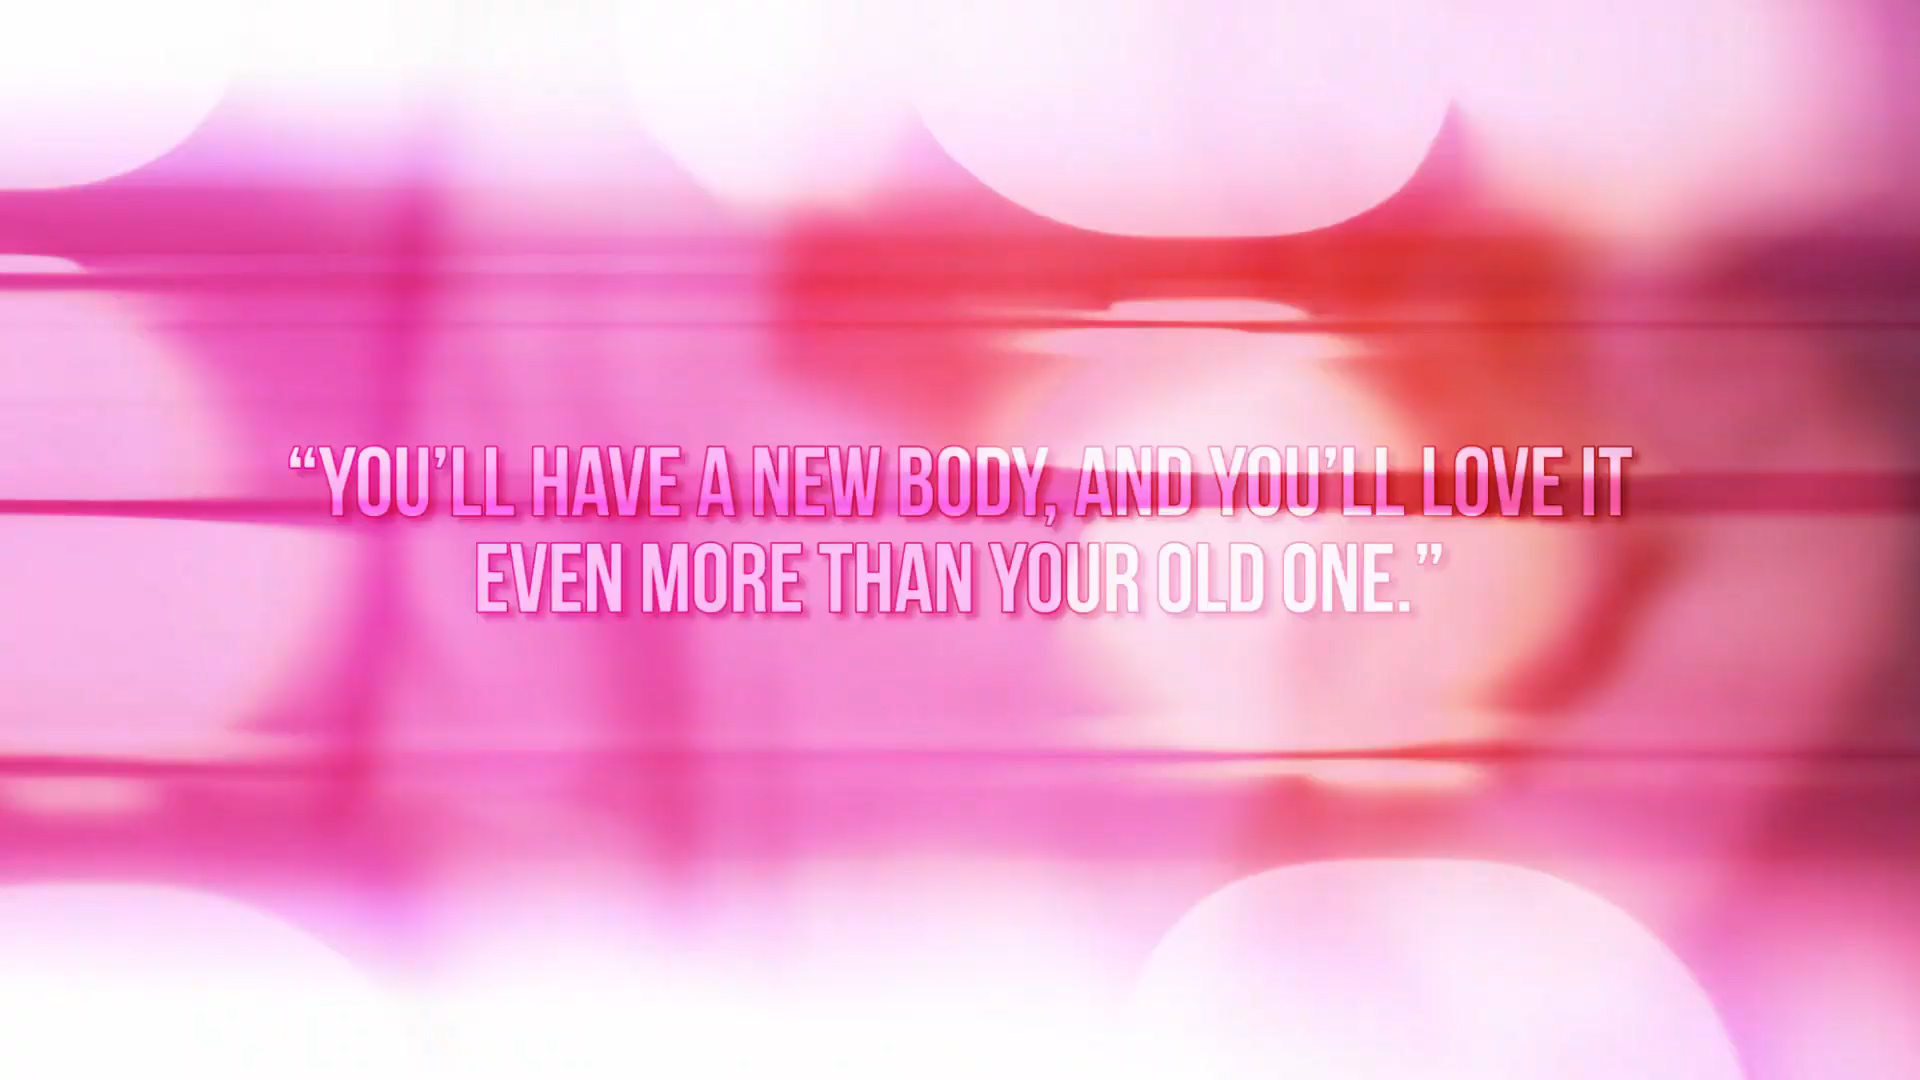 “YOU’LL HAVE A NEW BODY, AND YOU’LL LOVE IT
EVEN MORE THAN YOUR OLD ONE.”